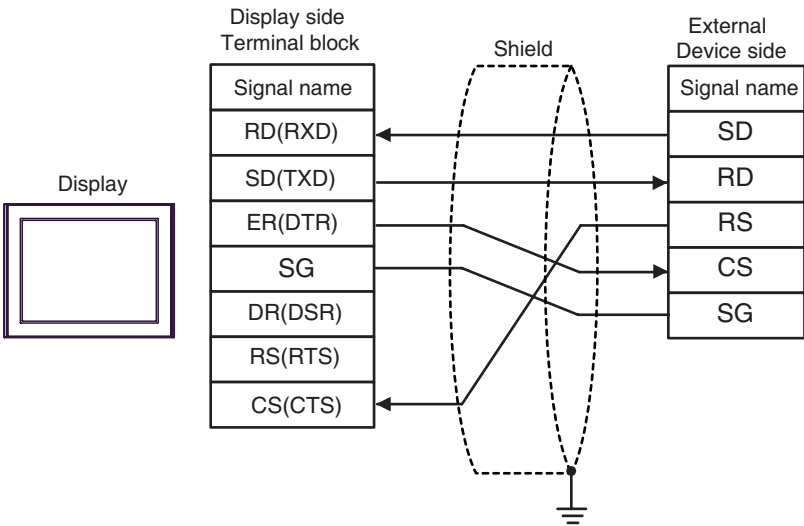 Display side
Terminal block
Shield
External
Device side
Signal name
Signal name
RD(RXD)
SD
SD(TXD)
RD
Display
ER(DTR)
RS
SG
CS
DR(DSR)
SG
RS(RTS)
CS(CTS)